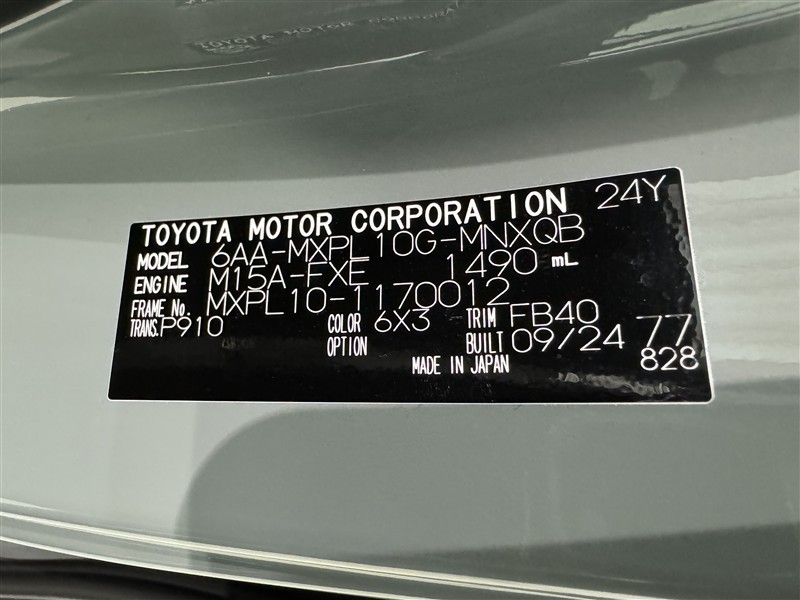 TOYOTA MOTOR CORPORATION 24Y
MODEL 6AA-MXPL10G-MNXQB
ENGINE M15A-FXE 1490 mL
FRAME No. MXPL10-1170012
TRANS. P910 COLOR 6X3 TRIM FB40
OPTION BUILT 09/24 77
MADE IN JAPAN 828